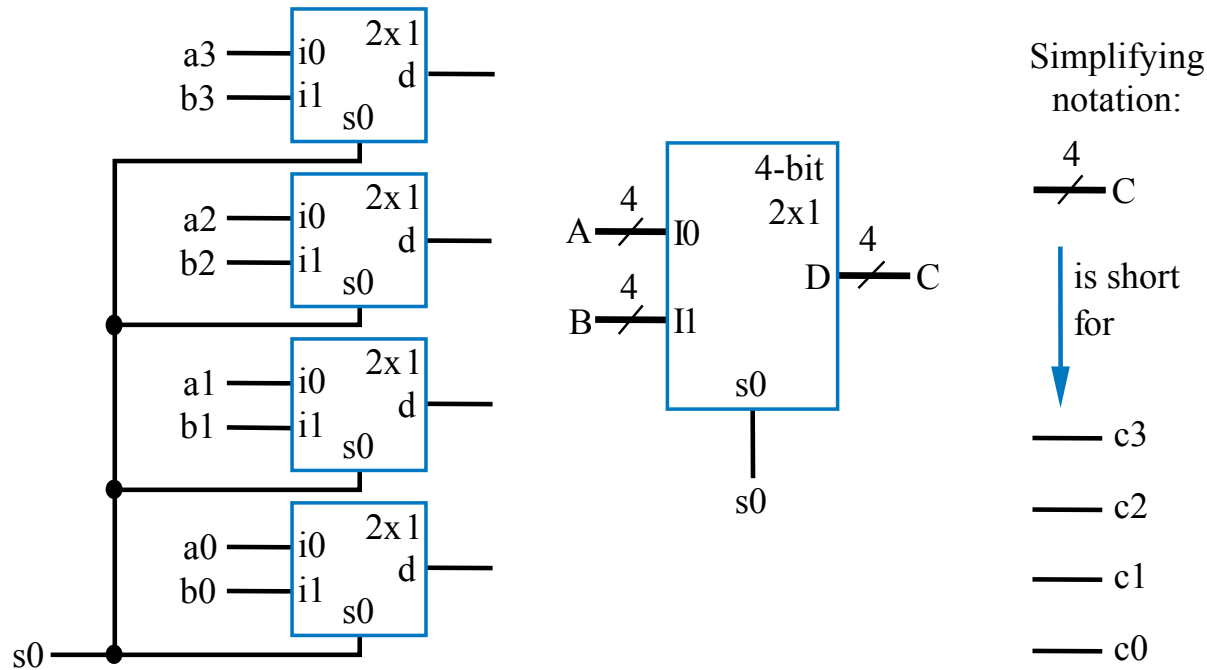 a3
b3
i0
i1
2x1
d
s0
a2
b2
i0
i1
2x1
d
s0
a1
b1
i0
i1
2x1
d
s0
a0
b0
i0
i1
2x1
d
s0
s0
4-bit
2x1
A
4
I0
B
4
I1
D
4
C
s0
s0
Simplifying
notation:
4
C
is short
for
c3
c2
c1
c0